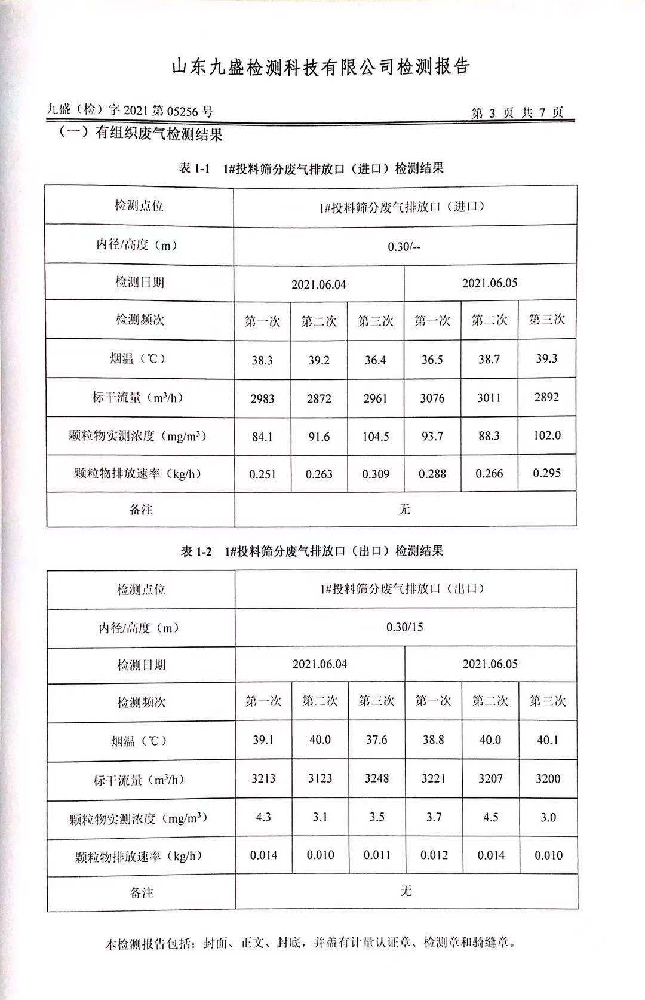 山东九盛检测科技有限公司检测报告
九盛（检）字 2021 第 05256 号 第 3 页 共 7 页
（一）有组织废气检测结果
表 1-1 1#投料筛分废气排放口（进口）检测结果
检测点位 1#投料筛分废气排放口（进口）
内径/高度（m） 0.30/--
检测日期 2021.06.04 2021.06.05
检测频次 第一次 第二次 第三次 第一次 第二次 第三次
烟温（℃） 38.3 39.2 36.4 36.5 38.7 39.3
标干流量（m³/h） 2983 2872 2961 3076 3011 2892
颗粒物实测浓度（mg/m³） 84.1 91.6 104.5 93.7 88.3 102.0
颗粒物排放速率（kg/h） 0.251 0.263 0.309 0.288 0.266 0.295
备注 无
表 1-2 1#投料筛分废气排放口（出口）检测结果
检测点位 1#投料筛分废气排放口（出口）
内径/高度（m） 0.30/15
检测日期 2021.06.04 2021.06.05
检测频次 第一次 第二次 第三次 第一次 第二次 第三次
烟温（℃） 39.1 40.0 37.6 38.8 40.0 40.1
标干流量（m³/h） 3213 3123 3248 3221 3207 3200
颗粒物实测浓度（mg/m³） 4.3 3.1 3.5 3.7 4.5 3.0
颗粒物排放速率（kg/h） 0.014 0.010 0.011 0.012 0.014 0.010
备注 无
本检测报告包括：封面、正文、封底，并盖有计量认证章、检测章和骑缝章。